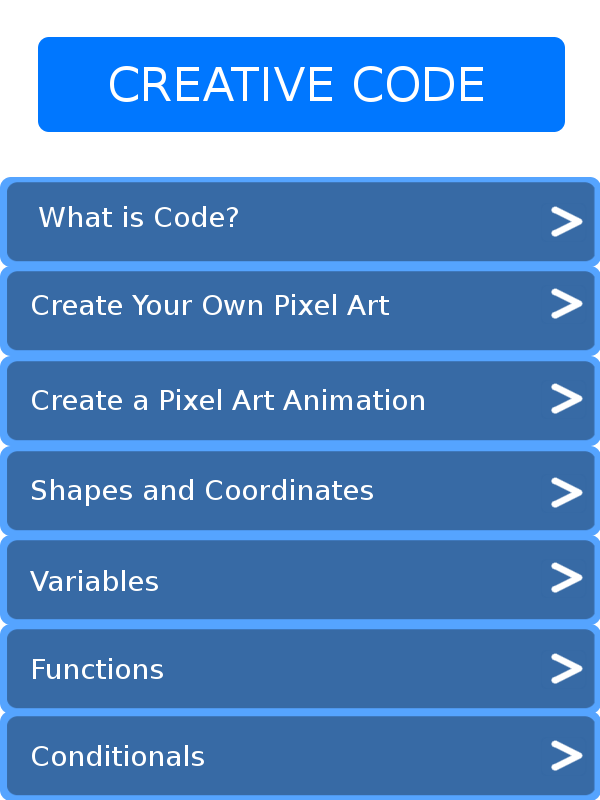 CREATIVE CODE
What is Code?
Create Your Own Pixel Art
Create a Pixel Art Animation
Shapes and Coordinates
Variables
Functions
Conditionals